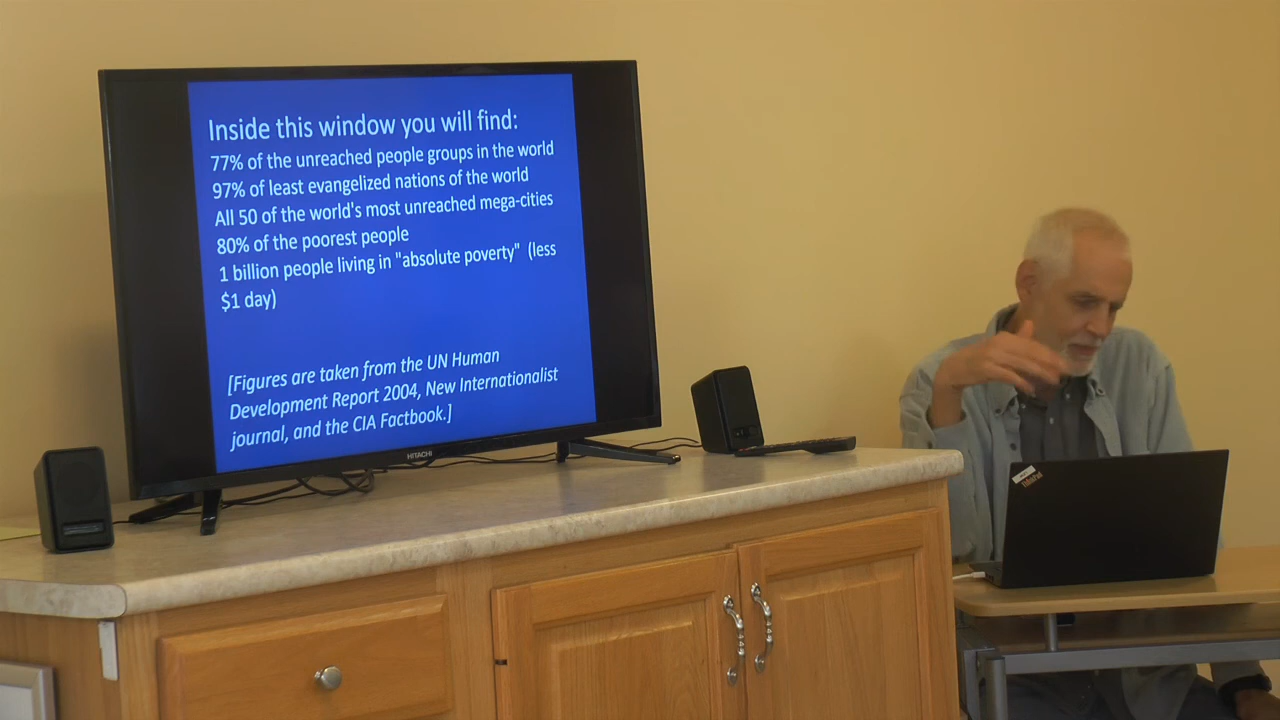 Inside this window you will find:
77% of the unreached people groups in the world
97% of least evangelized nations of the world
All 50 of the world's most unreached mega-cities
80% of the poorest people
1 billion people living in "absolute poverty" (less
$1 day)
[Figures are taken from the UN Human
Development Report 2004, New Internationalist
journal, and the CIA Factbook.]
HITACHI
ThinkPad